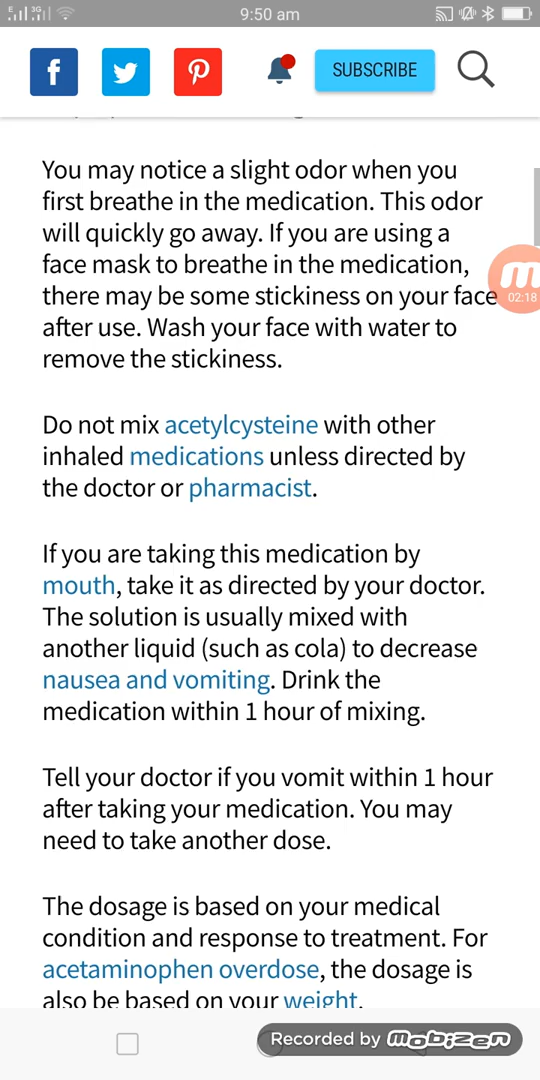 E 3G
9:50 am
f
SUBSCRIBE
You may notice a slight odor when you
first breathe in the medication. This odor
will quickly go away. If you are using a
face mask to breathe in the medication,
there may be some stickiness on your face
after use. Wash your face with water to
remove the stickiness.
m
02:18
Do not mix acetylcysteine with other
inhaled medications unless directed by
the doctor or pharmacist.
If you are taking this medication by
mouth, take it as directed by your doctor.
The solution is usually mixed with
another liquid (such as cola) to decrease
nausea and vomiting. Drink the
medication within 1 hour of mixing.
Tell your doctor if you vomit within 1 hour
after taking your medication. You may
need to take another dose.
The dosage is based on your medical
condition and response to treatment. For
acetaminophen overdose, the dosage is
also be based on your weight.
Recorded by mobizen